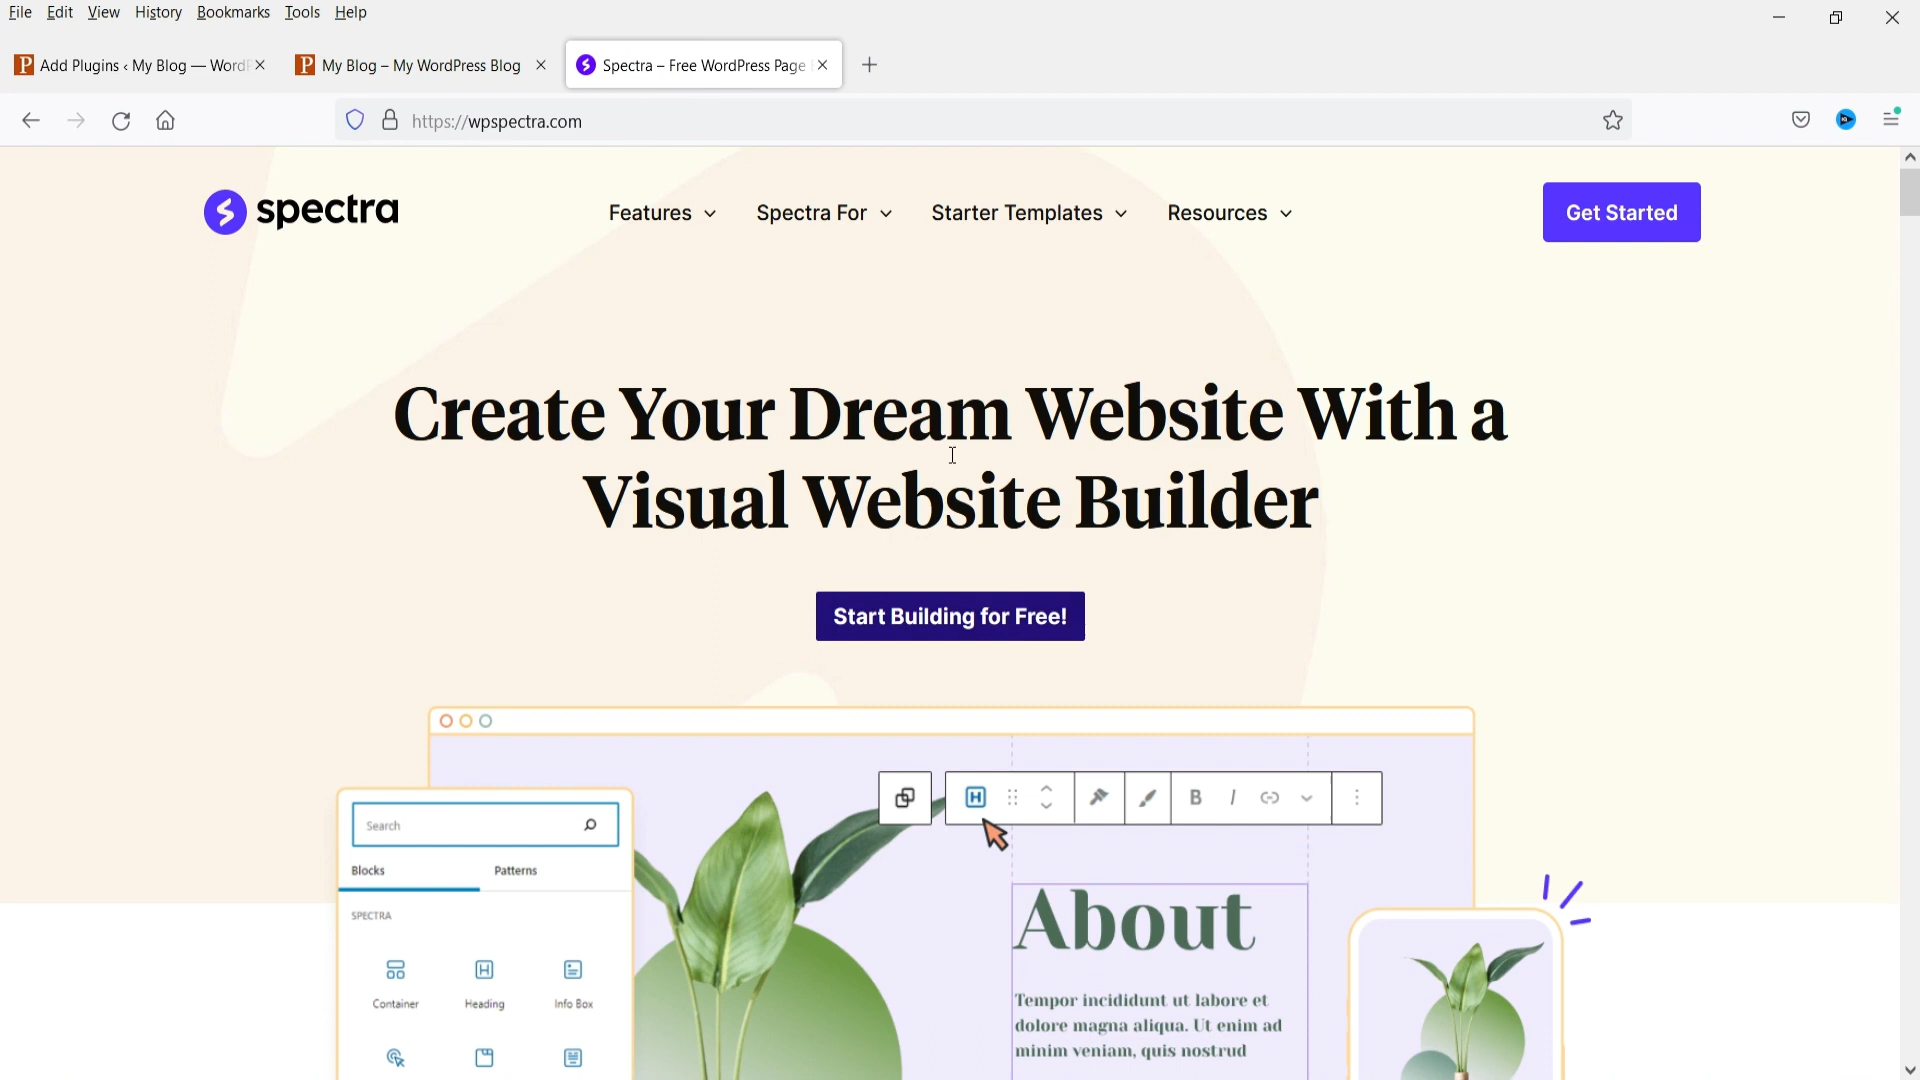 File Edit View History Bookmarks Tools Help
Add Plugins ‹ My Blog — WordP
My Blog – My WordPress Blog
Spectra – Free WordPress Page
https://wpspectra.com
spectra
Features
Spectra For
Starter Templates
Resources
Get Started
Create Your Dream Website With a
Visual Website Builder
Start Building for Free!
Search
Blocks
Patterns
SPECTRA
Container
Heading
Info Box
H
B I
About
Tempor incididunt ut labore et
dolore magna aliqua. Ut enim ad
minim veniam, quis nostrud